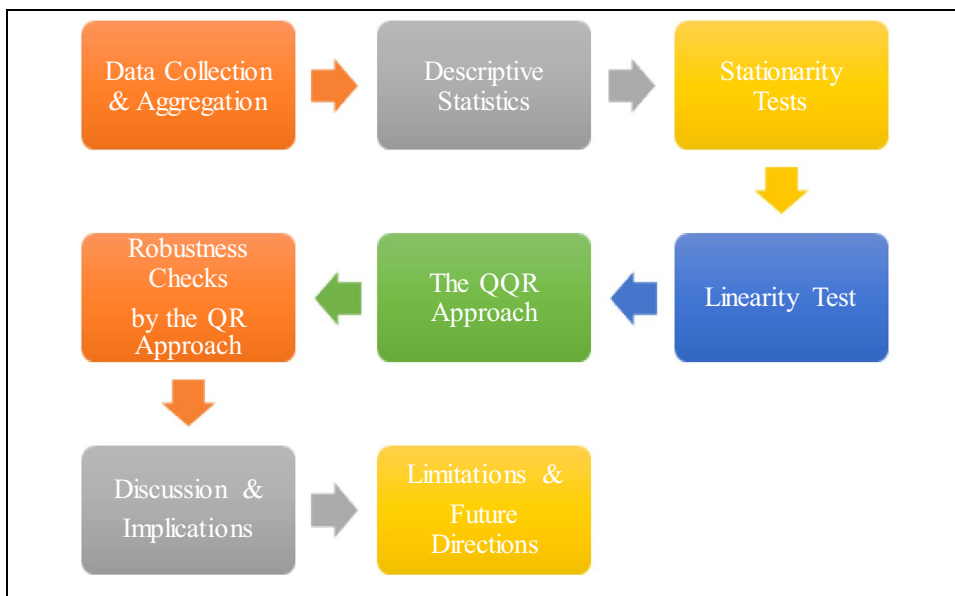 Data Collection
& Aggregation
Descriptive
Statistics
Stationarity
Tests
Linearity Test
The QQR
Approach
Robustness
Checks
by the QR
Approach
Discussion &
Implications
Limitations &
Future
Directions